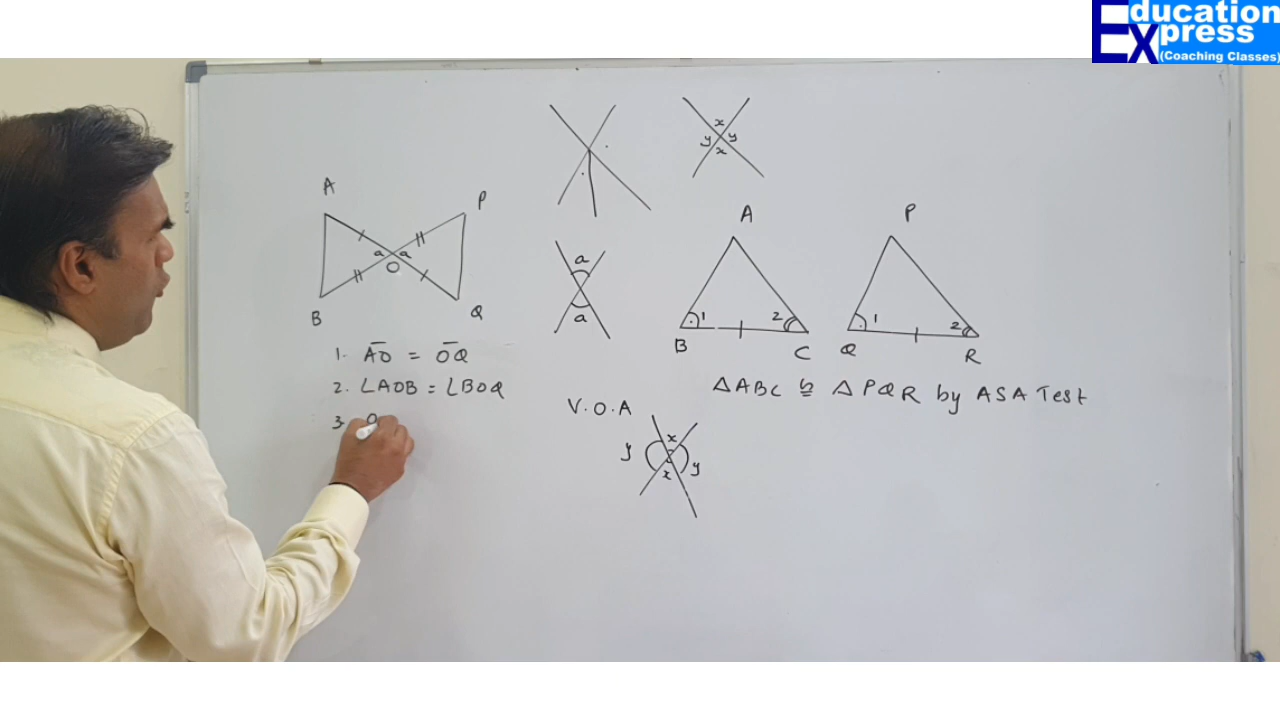 Education
Express
(Coaching Classes)
A
P
a a
O
B
Q
1. AO = OQ
2. ∠AOB = ∠BOQ
3. O
x
y y
x
a
a
V.O.A
x
y
x y
A
1 2
B C
P
1 2
Q R
△ABC ≅ △PQR by ASA Test